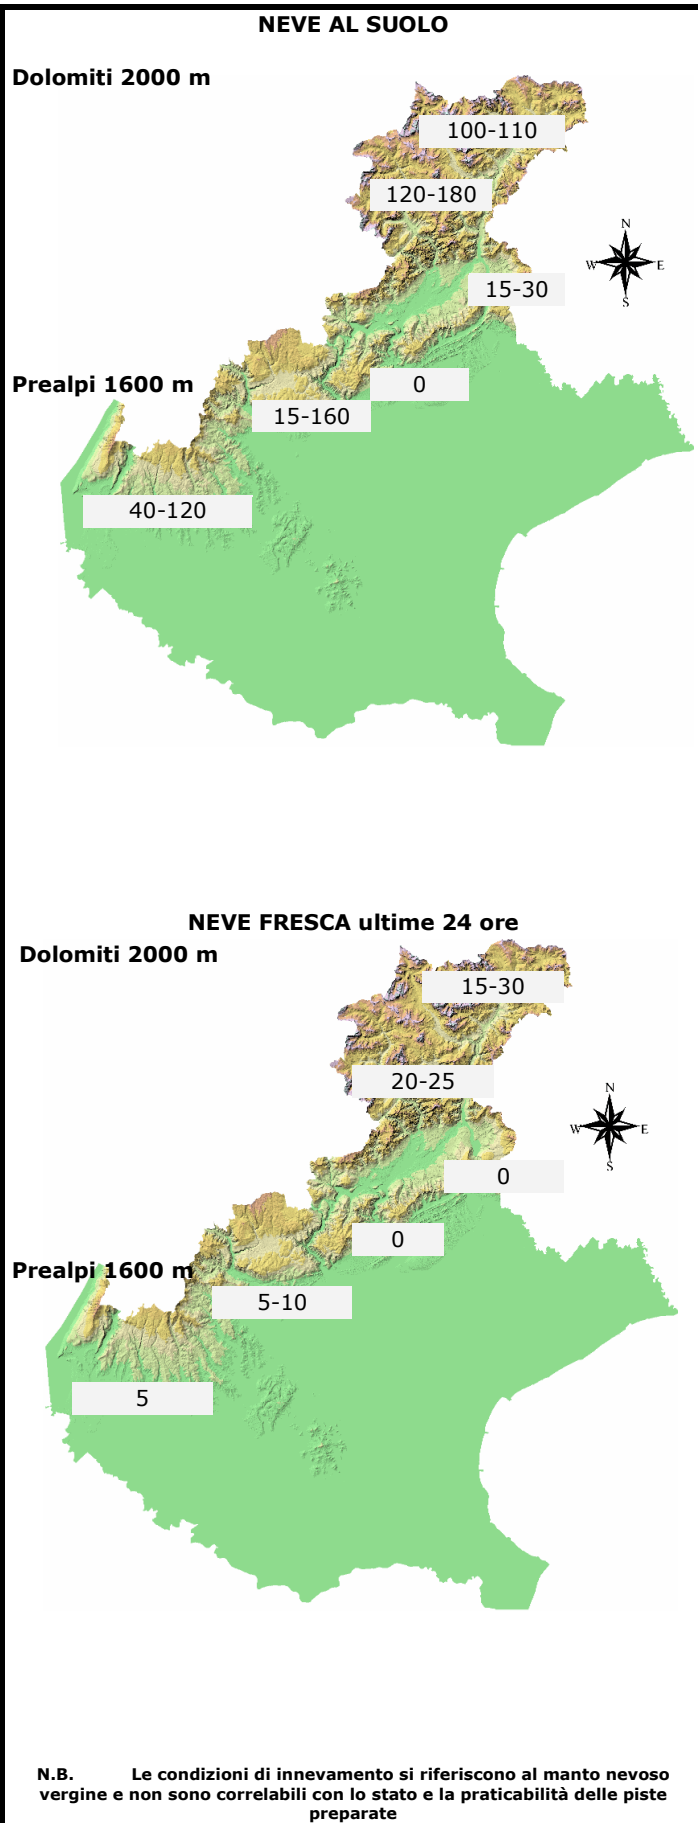 NEVE AL SUOLO
Dolomiti 2000 m
100-110
120-180
N
W E
S
15-30
Prealpi 1600 m
0
15-160
40-120
NEVE FRESCA ultime 24 ore
Dolomiti 2000 m
15-30
20-25
N
W E
S
0
0
Prealpi 1600 m
5-10
5
N.B. Le condizioni di innevamento si riferiscono al manto nevoso
vergine e non sono correlabili con lo stato e la praticabilità delle piste
preparate